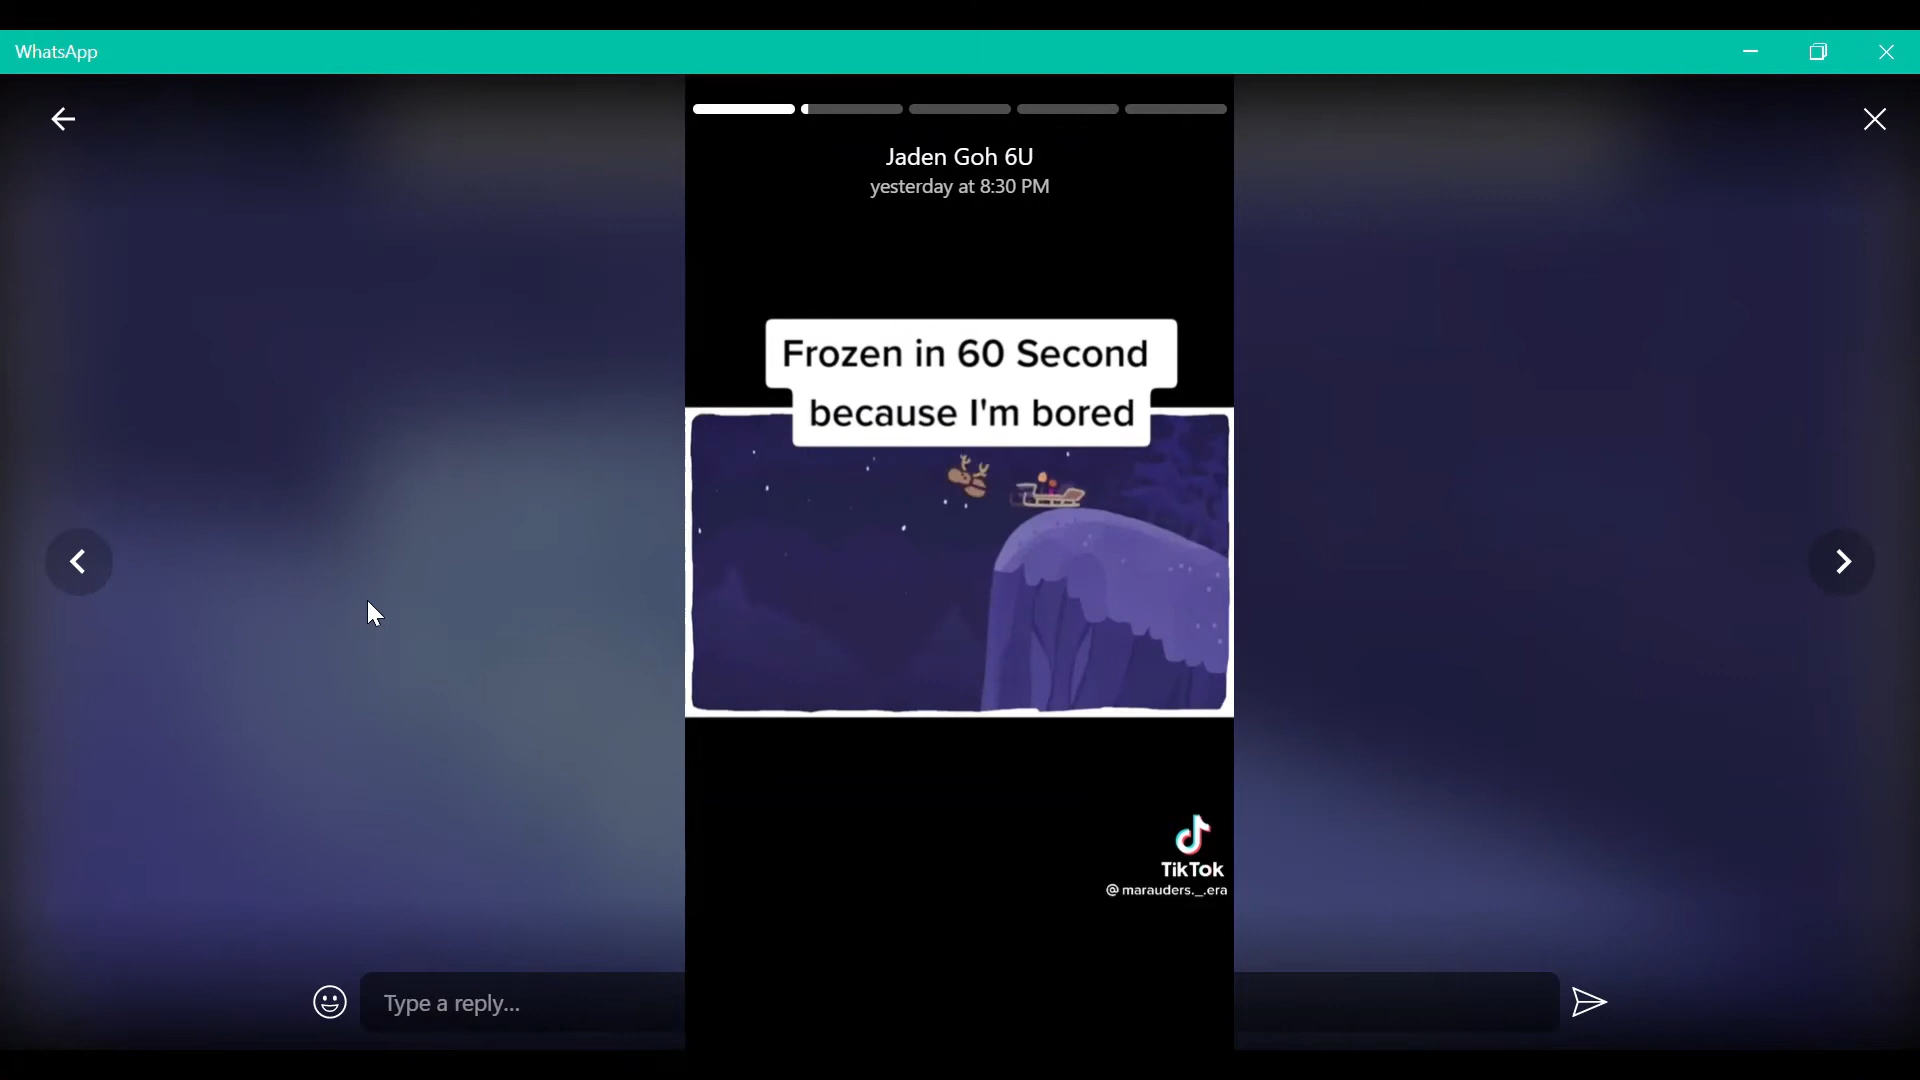 WhatsApp
Jaden Goh 6U
yesterday at 8:30 PM
Frozen in 60 Second
because I'm bored
TikTok
@marauders._.era
Type a reply...